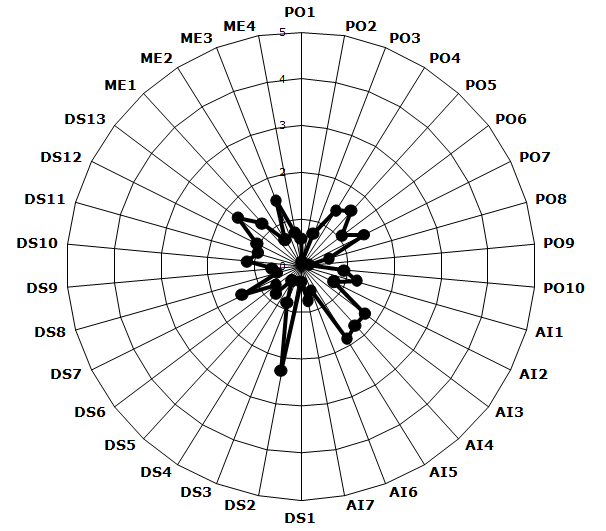 PO1
ME4
PO2
ME3
PO3
5
ME2
PO4
ME1
4
PO5
DS13
3
PO6
DS12
PO7
2
DS11
PO8
DS10
PO9
DS9
PO10
DS8
AI1
DS7
AI2
DS6
AI3
DS5
AI4
DS4
AI5
DS3
AI6
DS2
AI7
DS1